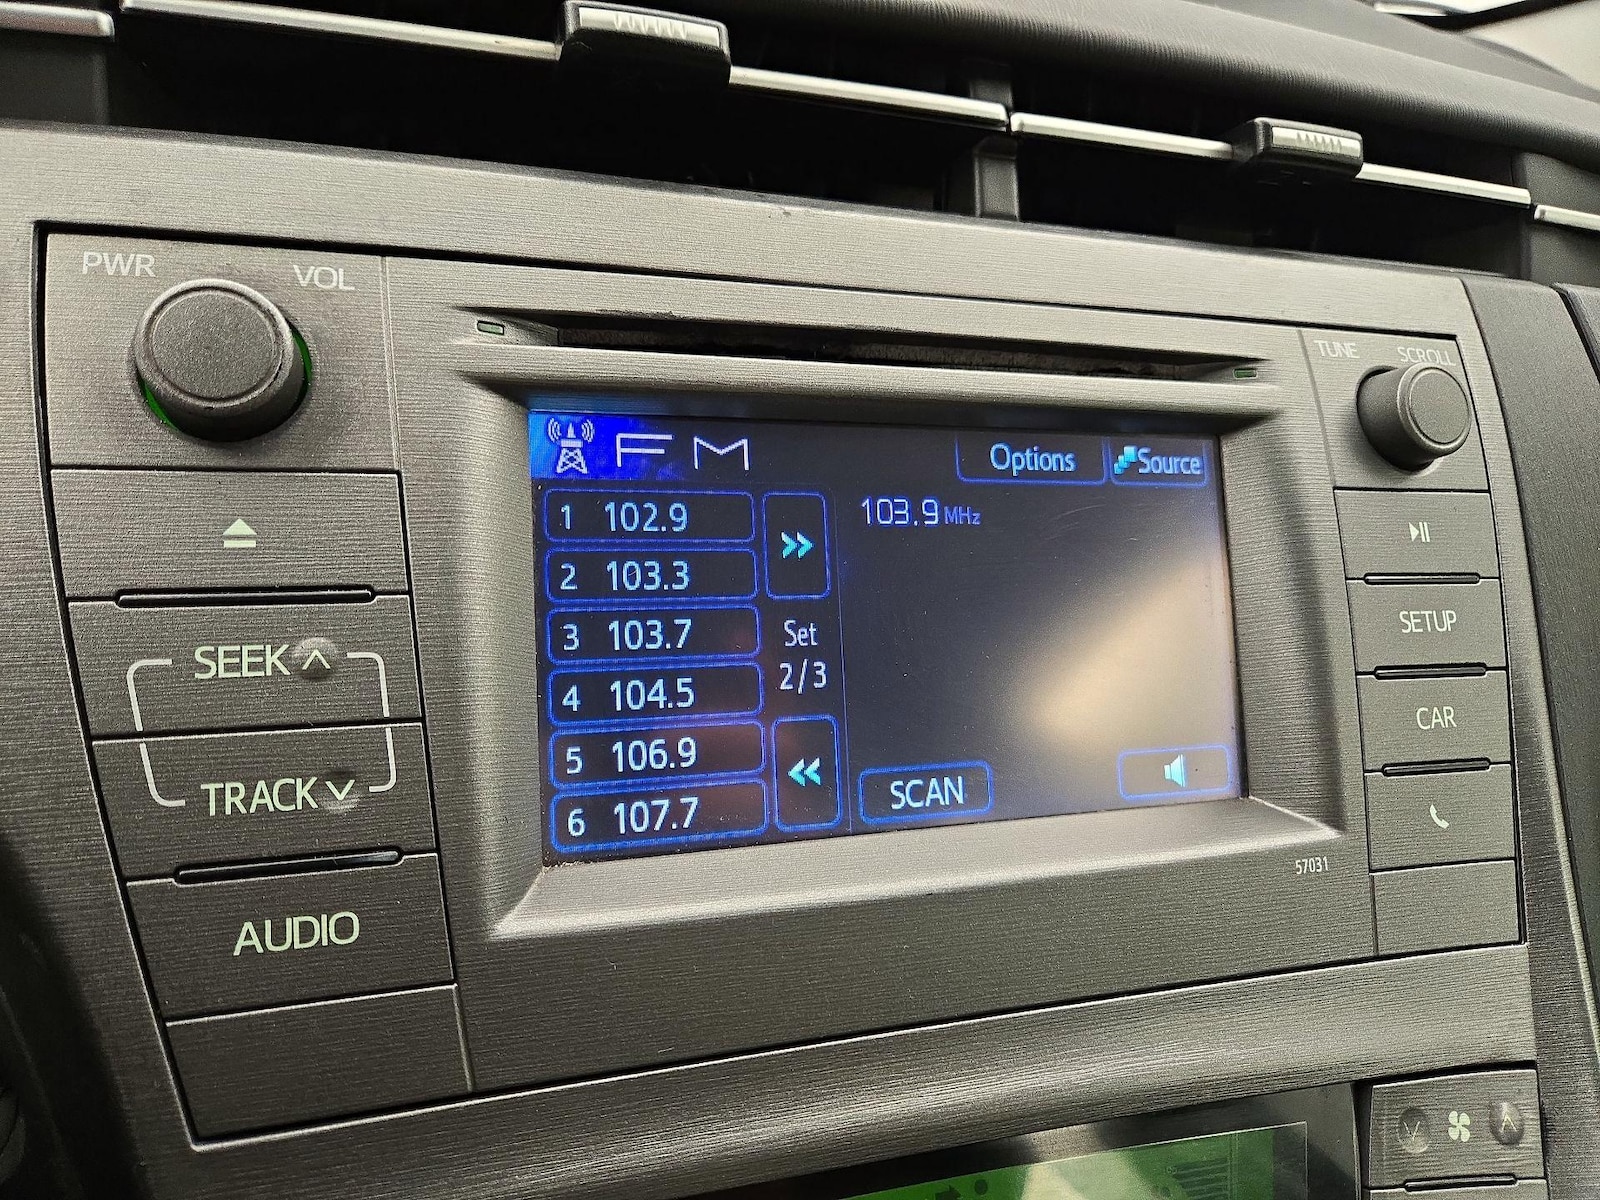 PWR VOL
TUNE SCROLL
FM Options Source
1 102.9
103.9 MHz
2 103.3
3 103.7
Set
2/3
4 104.5
5 106.9
6 107.7
SCAN
SEEK
TRACK
AUDIO
SETUP
CAR
57031